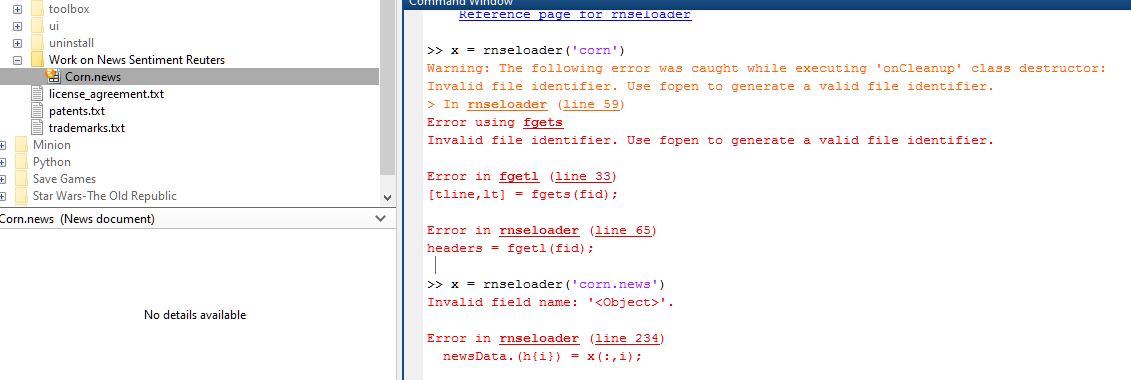 toolbox
ui
uninstall
Work on News Sentiment Reuters
Corn.news
license_agreement.txt
patents.txt
trademarks.txt
Minion
Python
Save Games
Star Wars-The Old Republic
Corn.news (News document)
No details available
Command Window
Reference page for rnseloader
>> x = rnseloader('corn')
Warning: The following error was caught while executing 'onCleanup' class destructor:
Invalid file identifier. Use fopen to generate a valid file identifier.
> In rnseloader (line 59)
Error using fgets
Invalid file identifier. Use fopen to generate a valid file identifier.
Error in fgetl (line 33)
[tline,lt] = fgets(fid);
Error in rnseloader (line 65)
headers = fgetl(fid);
>> x = rnseloader('corn.news')
Invalid field name: '<Object>'.
Error in rnseloader (line 234)
newsData.(h{i}) = x(:,i);